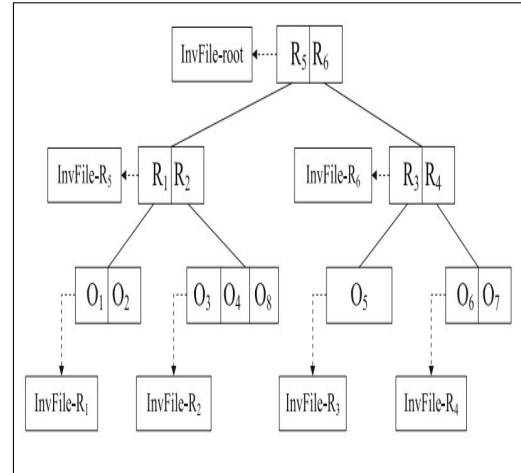 InvFile-root
R₅ R₆
InvFile-R₅
R₁ R₂
InvFile-R₆
R₃ R₄
O₁ O₂
O₃ O₄ O₈
O₅
O₆ O₇
InvFile-R₁
InvFile-R₂
InvFile-R₃
InvFile-R₄